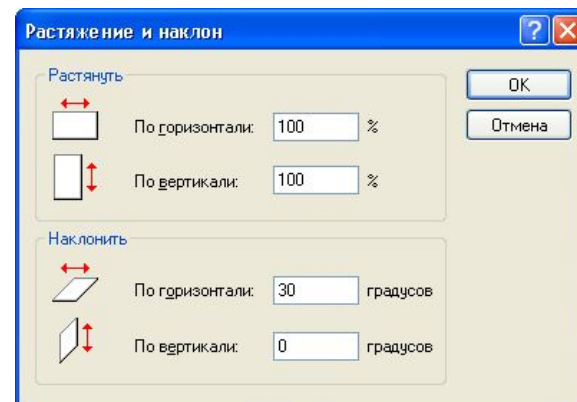 Растяжение и наклон
?
Растянуть
По горизонтали: 100 %
По вертикали: 100 %
OK
Отмена
Наклонить
По горизонтали: 30 градусов
По вертикали: 0 градусов